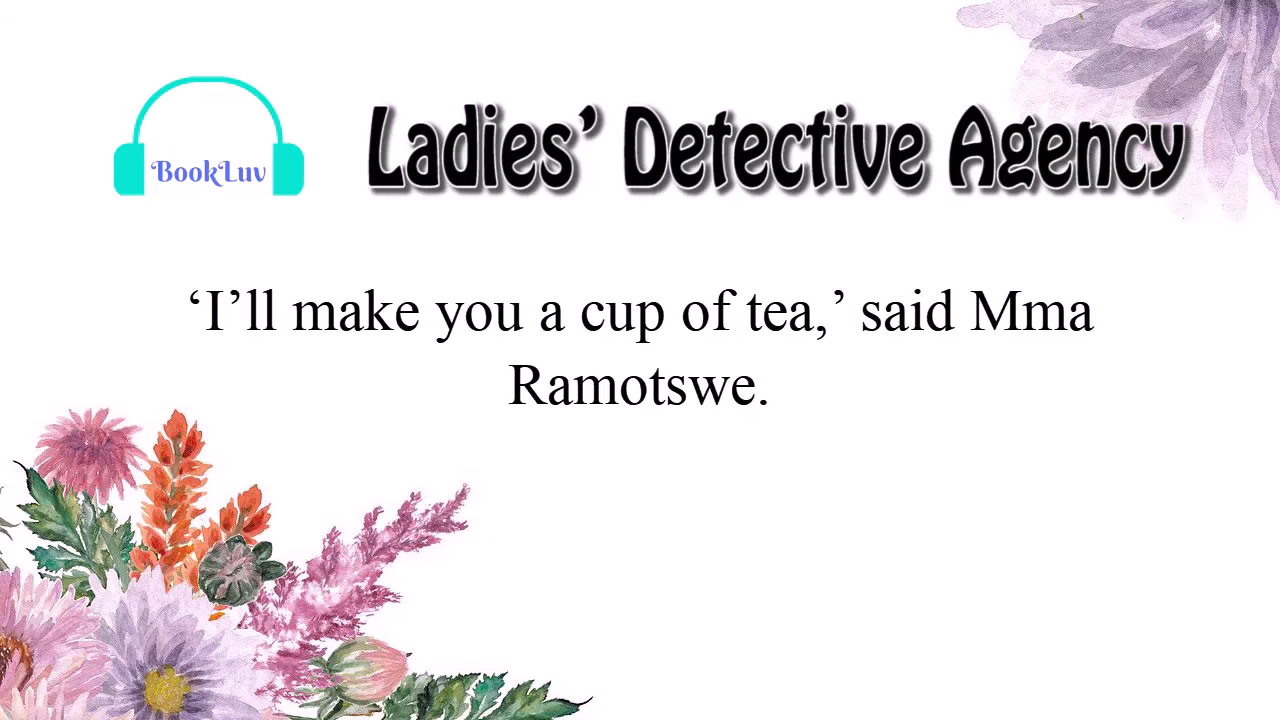 BookLuv
Ladies’ Detective Agency
‘I’ll make you a cup of tea,’ said Mma
Ramotswe.